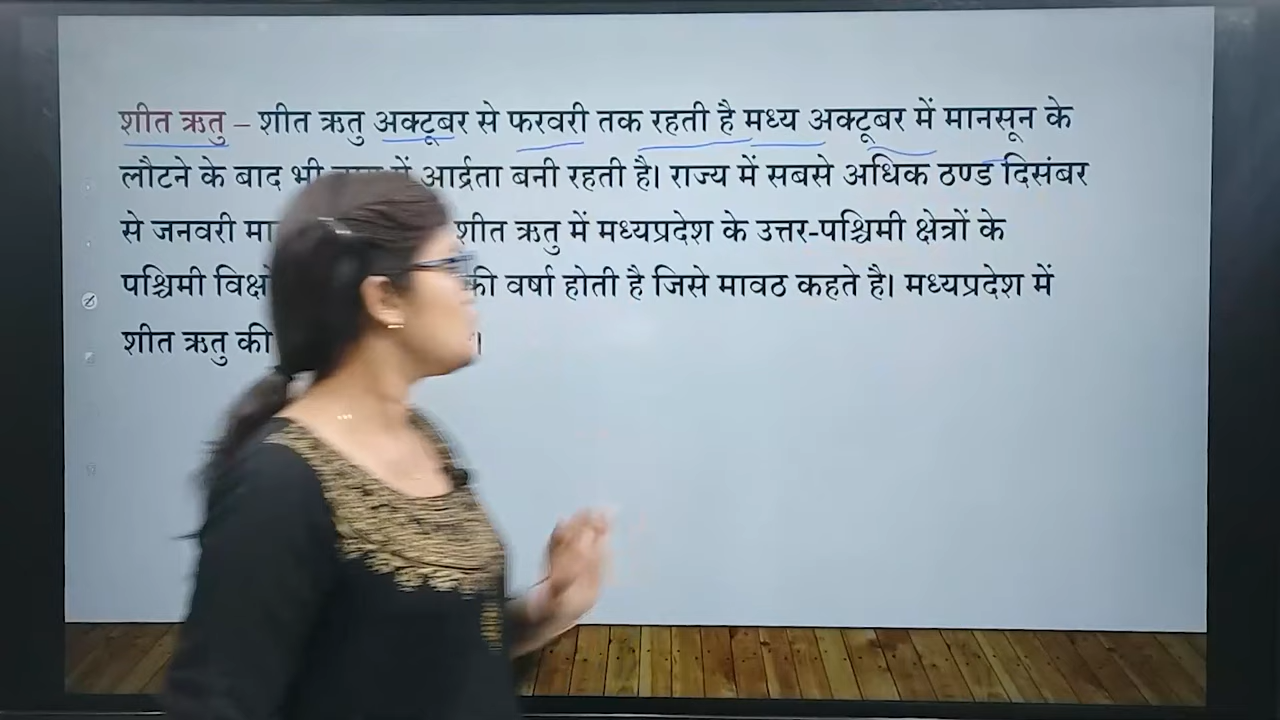 शीत ऋतु – शीत ऋतु अक्टूबर से फरवरी तक रहती है मध्य अक्टूबर में मानसून के
लौटने के बाद भी में आर्द्रता बनी रहती है। राज्य में सबसे अधिक ठण्ड दिसंबर
से जनवरी शीत ऋतु में मध्यप्रदेश के उत्तर-पश्चिमी क्षेत्रों के
पश्चिमी की वर्षा होती है जिसे मावठ कहते है। मध्यप्रदेश में
शीत ऋतु की